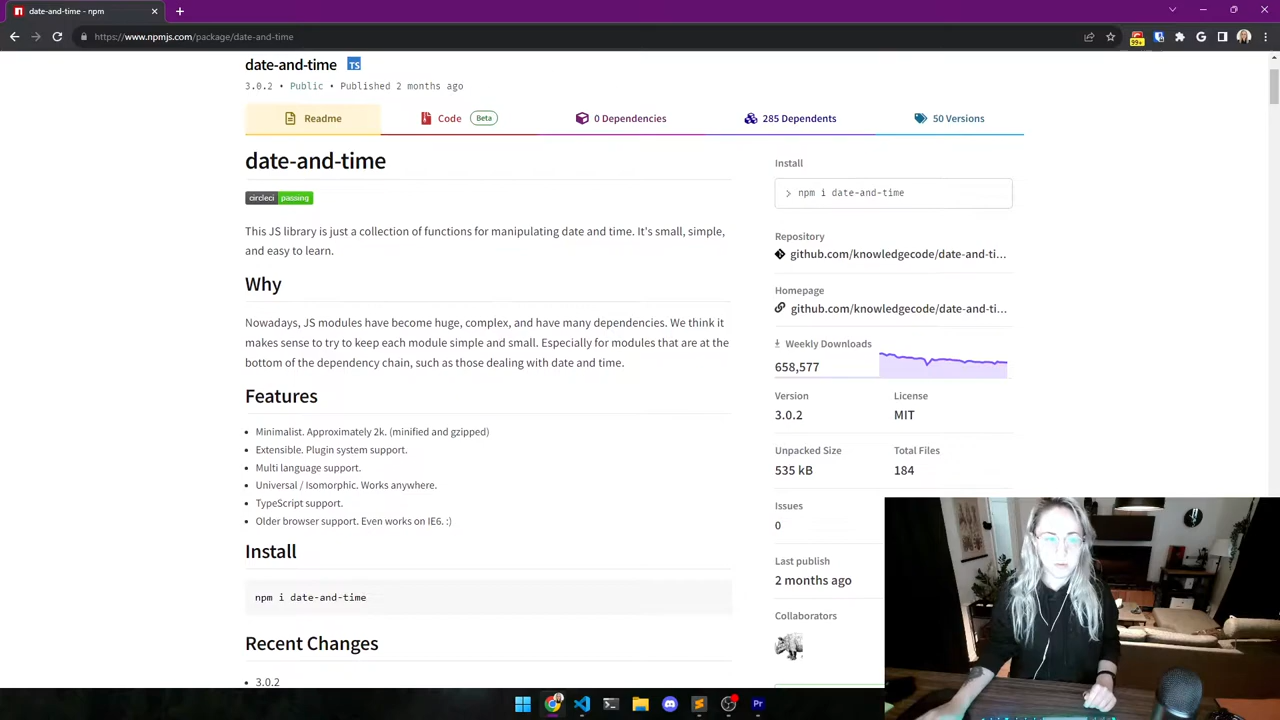 date-and-time - npm
https://www.npmjs.com/package/date-and-time
99+
date-and-time TS
3.0.2 • Public • Published 2 months ago
Readme
Code Beta
0 Dependencies
285 Dependents
50 Versions
date-and-time
circleci passing
This JS library is just a collection of functions for manipulating date and time. It's small, simple,
and easy to learn.
Why
Nowadays, JS modules have become huge, complex, and have many dependencies. We think it
makes sense to try to keep each module simple and small. Especially for modules that are at the
bottom of the dependency chain, such as those dealing with date and time.
Features
Minimalist. Approximately 2k. (minified and gzipped)
Extensible. Plugin system support.
Multi language support.
Universal / Isomorphic. Works anywhere.
TypeScript support.
Older browser support. Even works on IE6. :)
Install
npm i date-and-time
Recent Changes
3.0.2
Install
> npm i date-and-time
Repository
github.com/knowledgecode/date-and-ti...
Homepage
github.com/knowledgecode/date-and-ti...
Weekly Downloads
658,577
Version License
3.0.2 MIT
Unpacked Size Total Files
535 kB 184
Issues
0
Last publish
2 months ago
Collaborators
Pr